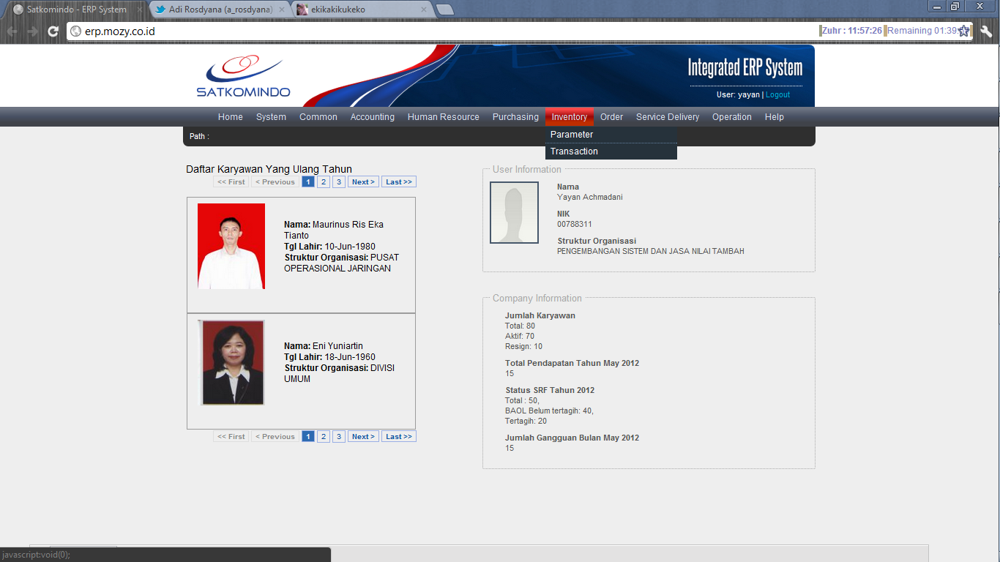 Satkomindo - ERP System
Adi Rosdyana (a_rosdyana)
ekikakikukeko
erp.mozy.co.id
Zuhr : 11:57:26
Remaining 01:39:
SATKOMINDO
Integrated ERP System
User: yayan | Logout
Home System Common Accounting Human Resource Purchasing Inventory Order Service Delivery Operation Help
Path :
Parameter
Transaction
Daftar Karyawan Yang Ulang Tahun
<< First < Previous 1 2 3 Next > Last >>
Nama: Maurinus Ris Eka
Tianto
Tgl Lahir: 10-Jun-1980
Struktur Organisasi: PUSAT
OPERASIONAL JARINGAN
Nama: Eni Yuniartin
Tgl Lahir: 18-Jun-1960
Struktur Organisasi: DIVISI
UMUM
<< First < Previous 1 2 3 Next > Last >>
User Information
Nama
Yayan Achmadani
NIK
00788311
Struktur Organisasi
PENGEMBANGAN SISTEM DAN JASA NILAI TAMBAH
Company Information
Jumlah Karyawan
Total: 80
Aktif: 70
Resign: 10
Total Pendapatan Tahun May 2012
15
Status SRF Tahun 2012
Total : 50,
BAOL Belum tertagih: 40,
Tertagih: 20
Jumlah Gangguan Bulan May 2012
15
javascript:void(0);